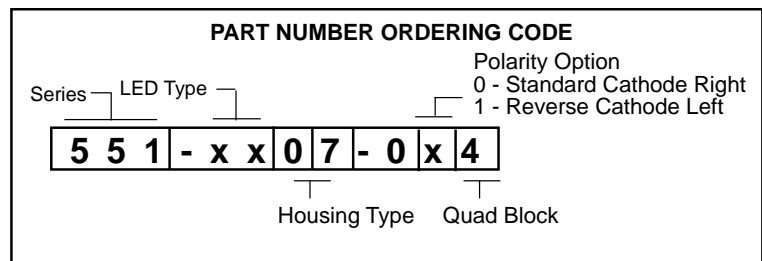 PART NUMBER ORDERING CODE
Polarity Option
0 - Standard Cathode Right
1 - Reverse Cathode Left
Series LED Type
5 5 1 - x x 0 7 - 0 x 4
Housing Type Quad Block